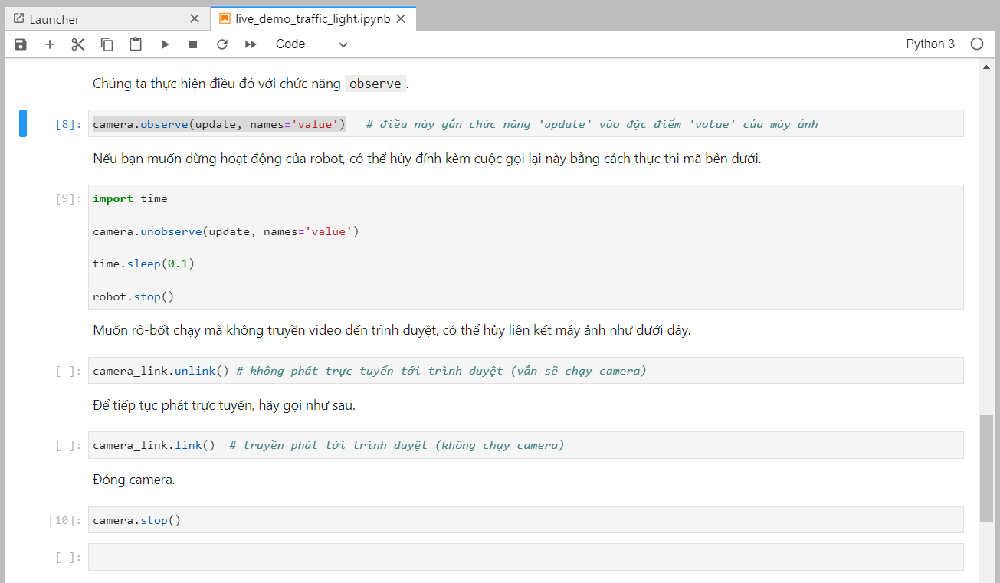 Launcher
live_demo_traffic_light.ipynb
Code
Python 3
Chúng ta thực hiện điều đó với chức năng observe.
[8]: camera.observe(update, names='value')   # điều này gắn chức năng 'update' vào đặc điểm 'value' của máy ảnh
Nếu bạn muốn dừng hoạt động của robot, có thể hủy đính kèm cuộc gọi lại này bằng cách thực thi mã bên dưới.
[9]: import time
camera.unobserve(update, names='value')
time.sleep(0.1)
robot.stop()
Muốn rô-bốt chạy mà không truyền video đến trình duyệt, có thể hủy liên kết máy ảnh như dưới đây.
[ ]: camera_link.unlink() # không phát trực tuyến tới trình duyệt (vẫn sẽ chạy camera)
Để tiếp tục phát trực tuyến, hãy gọi như sau.
[ ]: camera_link.link()  # truyền phát tới trình duyệt (không chạy camera)
Đóng camera.
[10]: camera.stop()
[ ]: